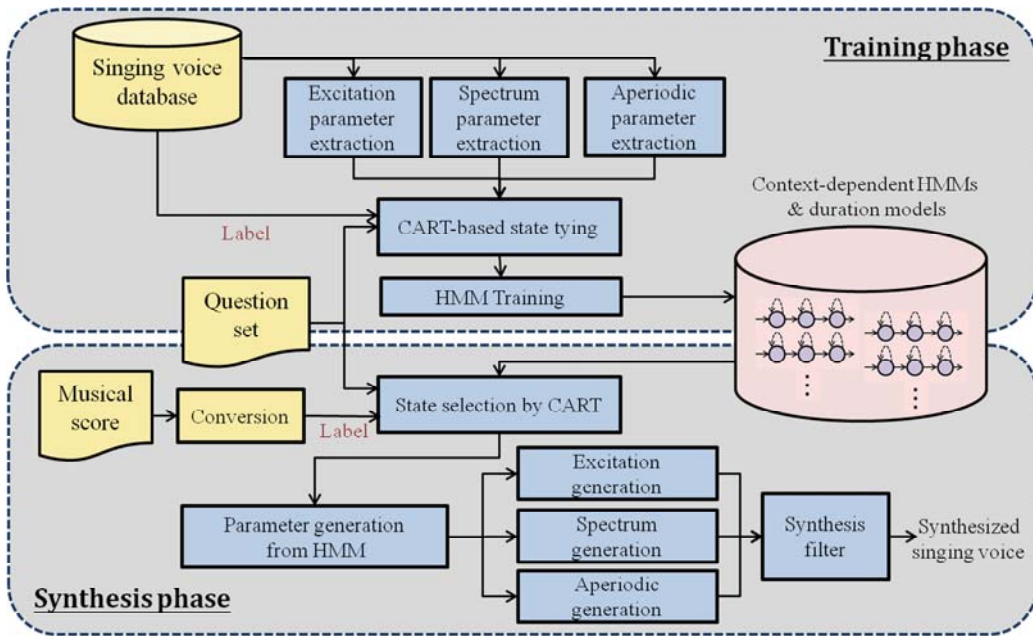 Training phase
Singing voice
database
Excitation
parameter
extraction
Spectrum
parameter
extraction
Aperiodic
parameter
extraction
Context-dependent HMMs
& duration models
Label
CART-based state tying
HMM Training
Question
set
Musical
score
Conversion
Label
State selection by CART
Parameter generation
from HMM
Excitation
generation
Spectrum
generation
Aperiodic generation
Synthesis
filter
Synthesized
singing voice
Synthesis phase